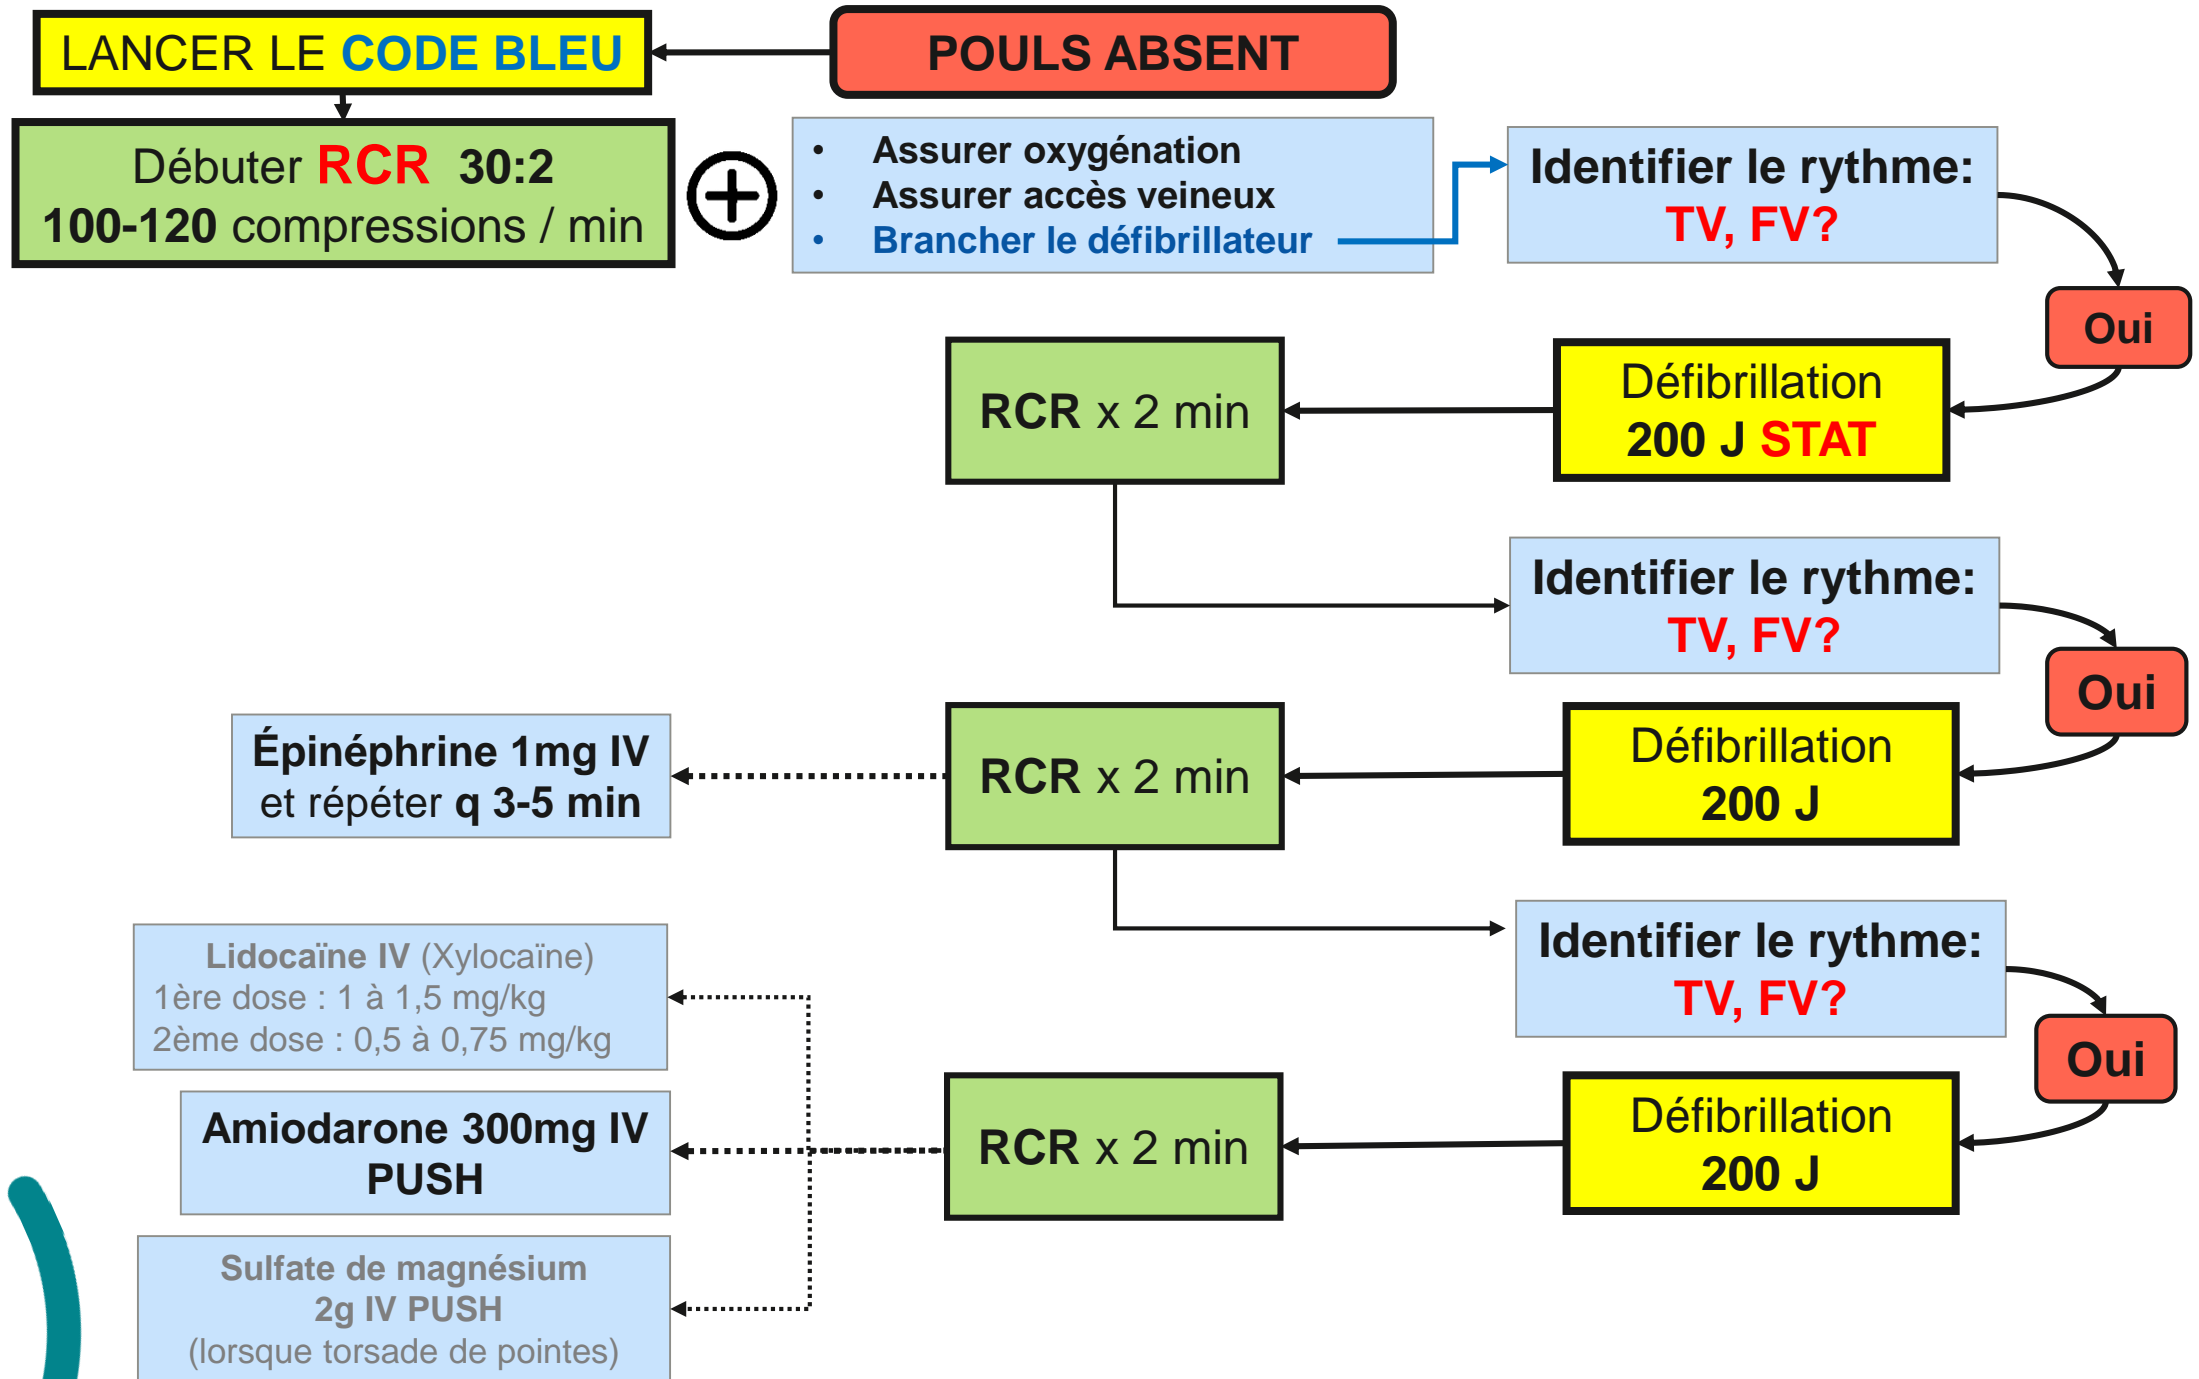 POULS ABSENT
LANCER LE CODE BLEU
Débuter RCR 30:2
100-120 compressions / min
• Assurer oxygénation
• Assurer accès veineux
• Brancher le défibrillateur
Identifier le rythme:
TV, FV?
Oui
Défibrillation
200 J STAT
RCR x 2 min
Identifier le rythme:
TV, FV?
Oui
Défibrillation
200 J
RCR x 2 min
Épinéphrine 1mg IV
et répéter q 3-5 min
Identifier le rythme:
TV, FV?
Oui
Défibrillation
200 J
RCR x 2 min
Lidocaïne IV (Xylocaïne)
1ère dose : 1 à 1,5 mg/kg
2ème dose : 0,5 à 0,75 mg/kg
Amiodarone 300mg IV
PUSH
Sulfate de magnésium
2g IV PUSH
(lorsque torsade de pointes)